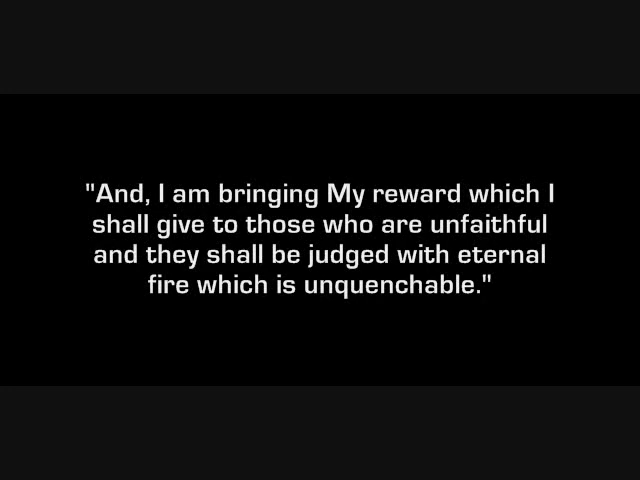 "And, I am bringing My reward which I
shall give to those who are unfaithful
and they shall be judged with eternal
fire which is unquenchable."